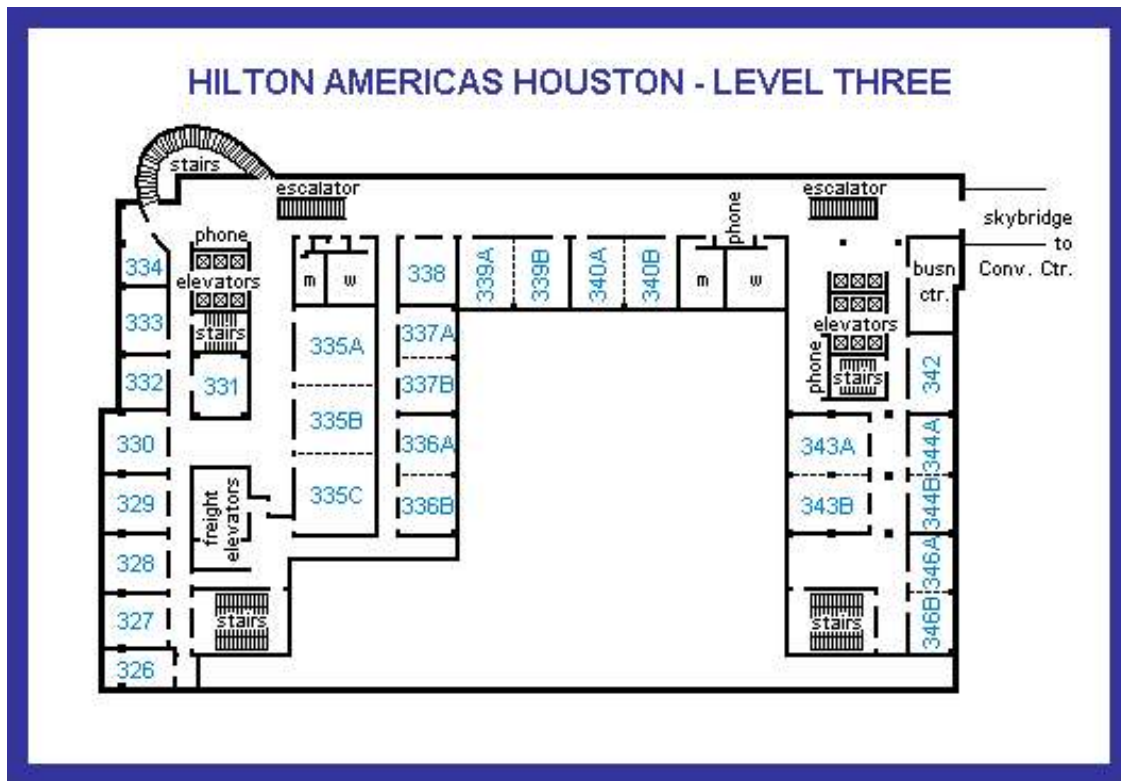 HILTON AMERICAS HOUSTON - LEVEL THREE
stairs
escalator
escalator
skybridge
to
Conv. Ctr.
phone
phone
334
elevators
m
w
338
339A
339B
340A
340B
m
w
busn
ctr.
333
stairs
335A
337A
elevators
phone
332
331
337B
stairs
342
330
335B
336A
343A
344A
329
freight
elevators
335C
336B
343B
344B
328
346A
327
stairs
stairs
346B
326